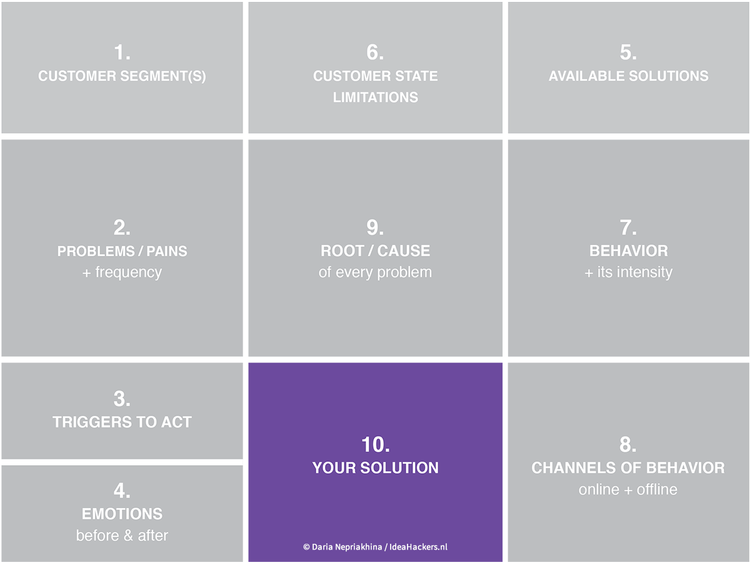 1.
CUSTOMER SEGMENT(S)
6.
CUSTOMER STATE
LIMITATIONS
5.
AVAILABLE SOLUTIONS
2.
PROBLEMS / PAINS
+ frequency
9.
ROOT / CAUSE
of every problem
7.
BEHAVIOR
+ its intensity
3.
TRIGGERS TO ACT
4.
EMOTIONS
before & after
10.
YOUR SOLUTION
© Daria Nepriakhina / IdeaHackers.nl
8.
CHANNELS OF BEHAVIOR
online + offline